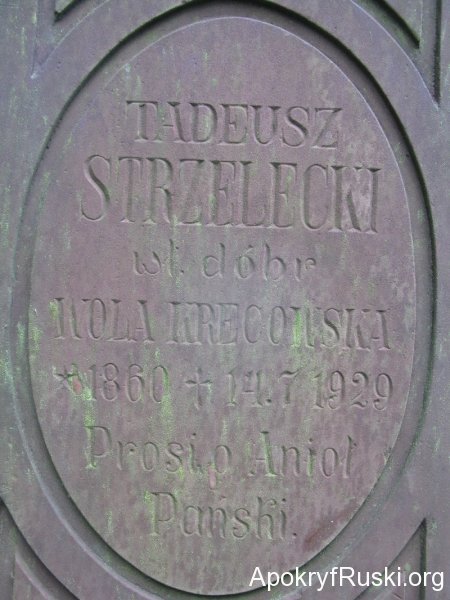 TADEUSZ
STRZELECKI
wł. dóbr
WOLA KRECOWSKA
* 1860 + 14.7 1929
Prosi o Anioł
Pański.
ApokryfRuski.org